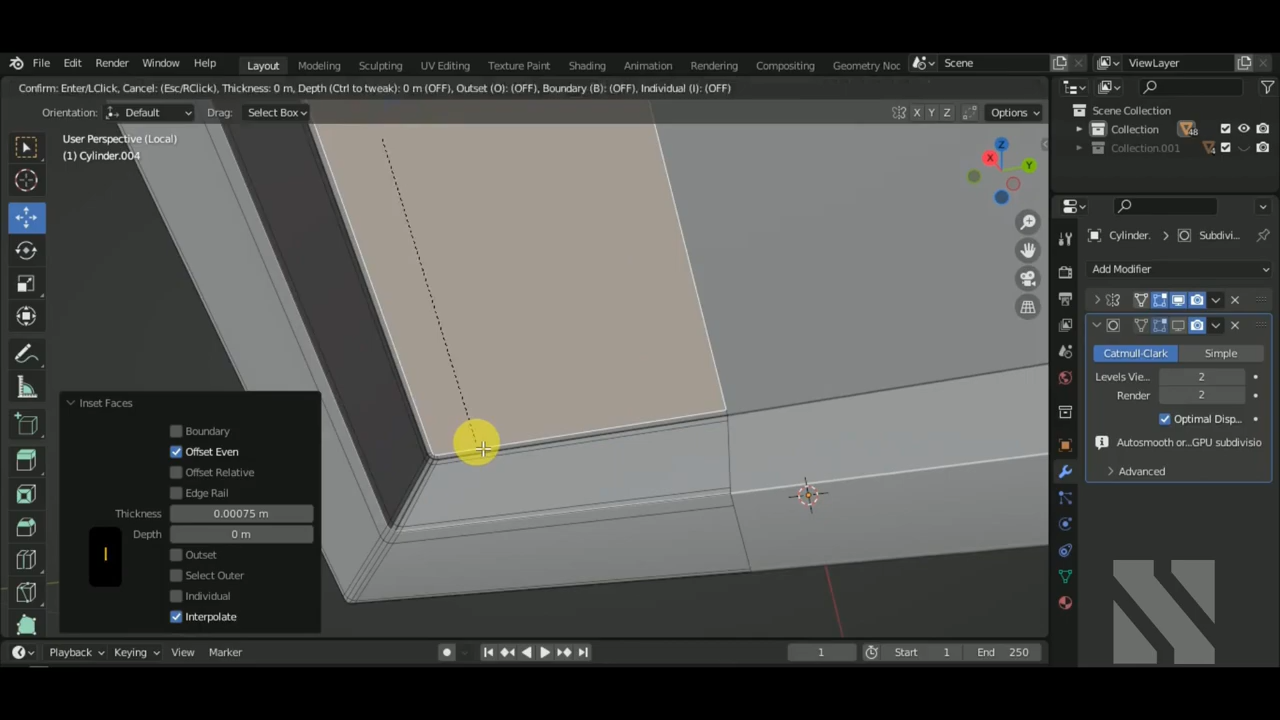 File Edit Render Window Help Layout Modeling Sculpting UV Editing Texture Paint Shading Animation Rendering Compositing Geometry Noc Scene ViewLayer
Confirm: Enter/LClick, Cancel: (Esc/RClick), Thickness: 0 m, Depth (Ctrl to tweak): 0 m (OFF), Outset (O): (OFF), Boundary (B): (OFF), Individual (I): (OFF)
Orientation: Default Drag: Select Box X Y Z Options
User Perspective (Local)
(1) Cylinder.004
Z
X
Y
Scene Collection
Collection 48
Collection.001 4
Cylinder. Subdivi...
Add Modifier
Catmull-Clark Simple
Levels Vie... 2
Render 2
Optimal Disp...
Autosmooth or...GPU subdivisio
Advanced
Inset Faces
Boundary
Offset Even
Offset Relative
Edge Rail
Thickness 0.00075 m
Depth 0 m
Outset
Select Outer
Individual
Interpolate
I
Playback Keying View Marker 1 Start 1 End 250